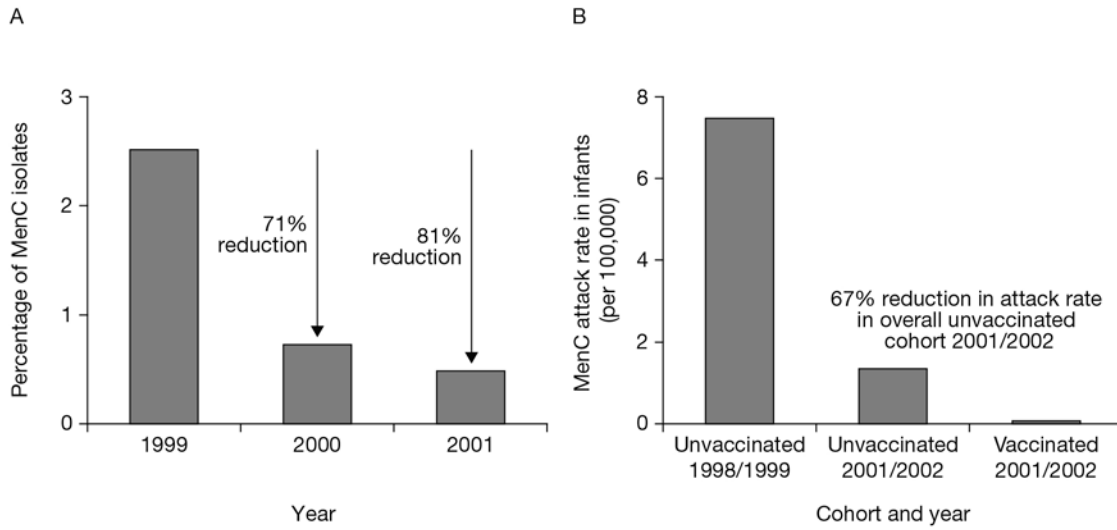 A
Percentage of MenC isolates
3
2
1
0
71%
reduction
81%
reduction
1999
2000
2001
Year
B
MenC attack rate in infants
(per 100,000)
8
6
4
2
0
67% reduction in attack rate
in overall unvaccinated
cohort 2001/2002
Unvaccinated
1998/1999
Unvaccinated
2001/2002
Vaccinated
2001/2002
Cohort and year